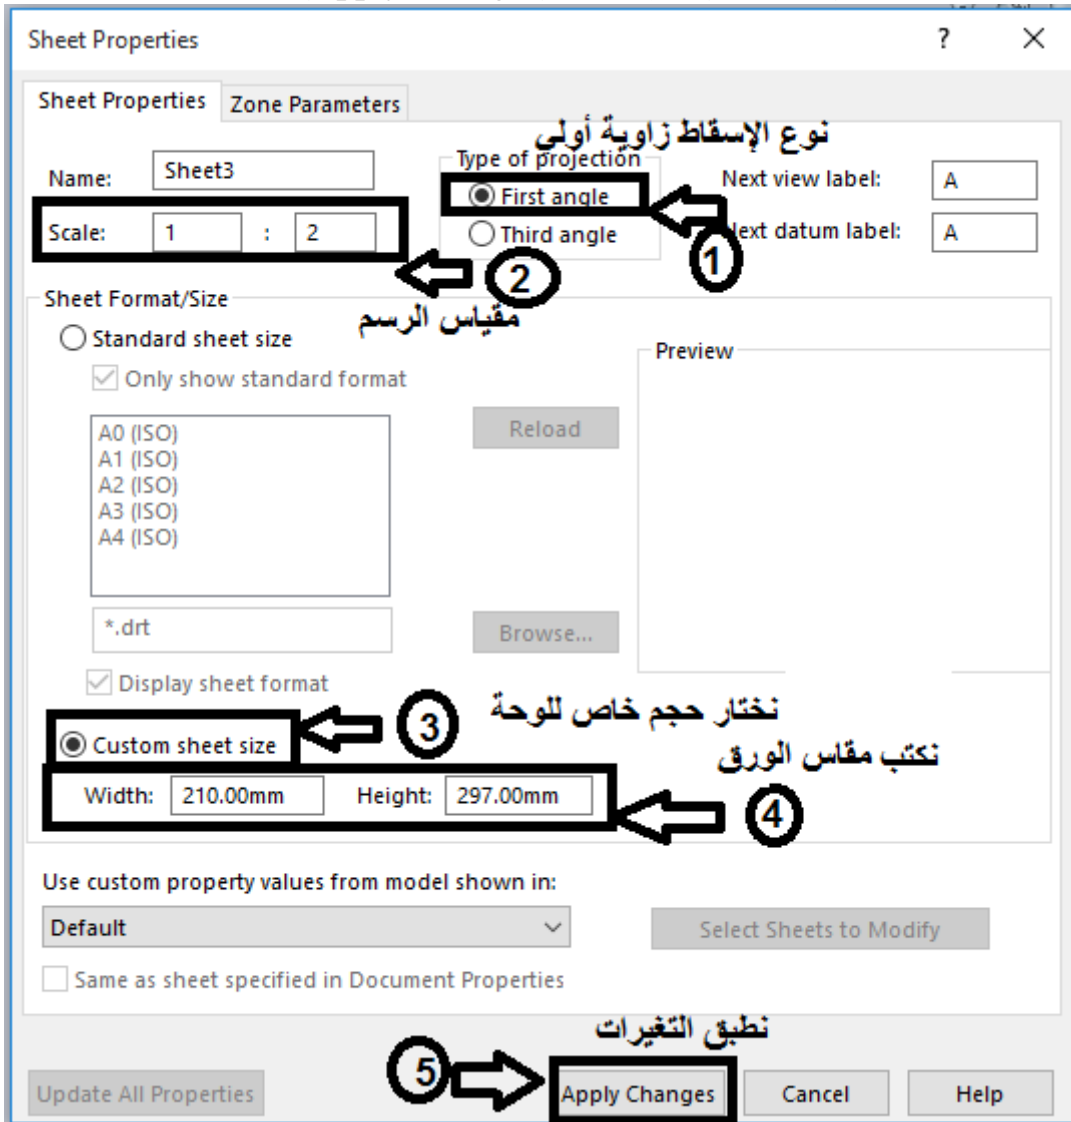 Sheet Properties ? ×
Sheet Properties Zone Parameters
نوع الإسقاط زاوية أولي
Name: Sheet3
Type of projection
First angle
Third angle
Next view label: A
Next datum label: A
1
Scale: 1 : 2
2
مقياس الرسم
Sheet Format/Size
Standard sheet size
Only show standard format
A0 (ISO)
A1 (ISO)
A2 (ISO)
A3 (ISO)
A4 (ISO)
Reload
*.drt
Browse...
Display sheet format
Preview
نختار حجم خاص للوحة
3
Custom sheet size
نكتب مقاس الورق
Width: 210.00mm Height: 297.00mm
4
Use custom property values from model shown in:
Default
Select Sheets to Modify
Same as sheet specified in Document Properties
نطبق التغيرات
5
Update All Properties Apply Changes Cancel Help